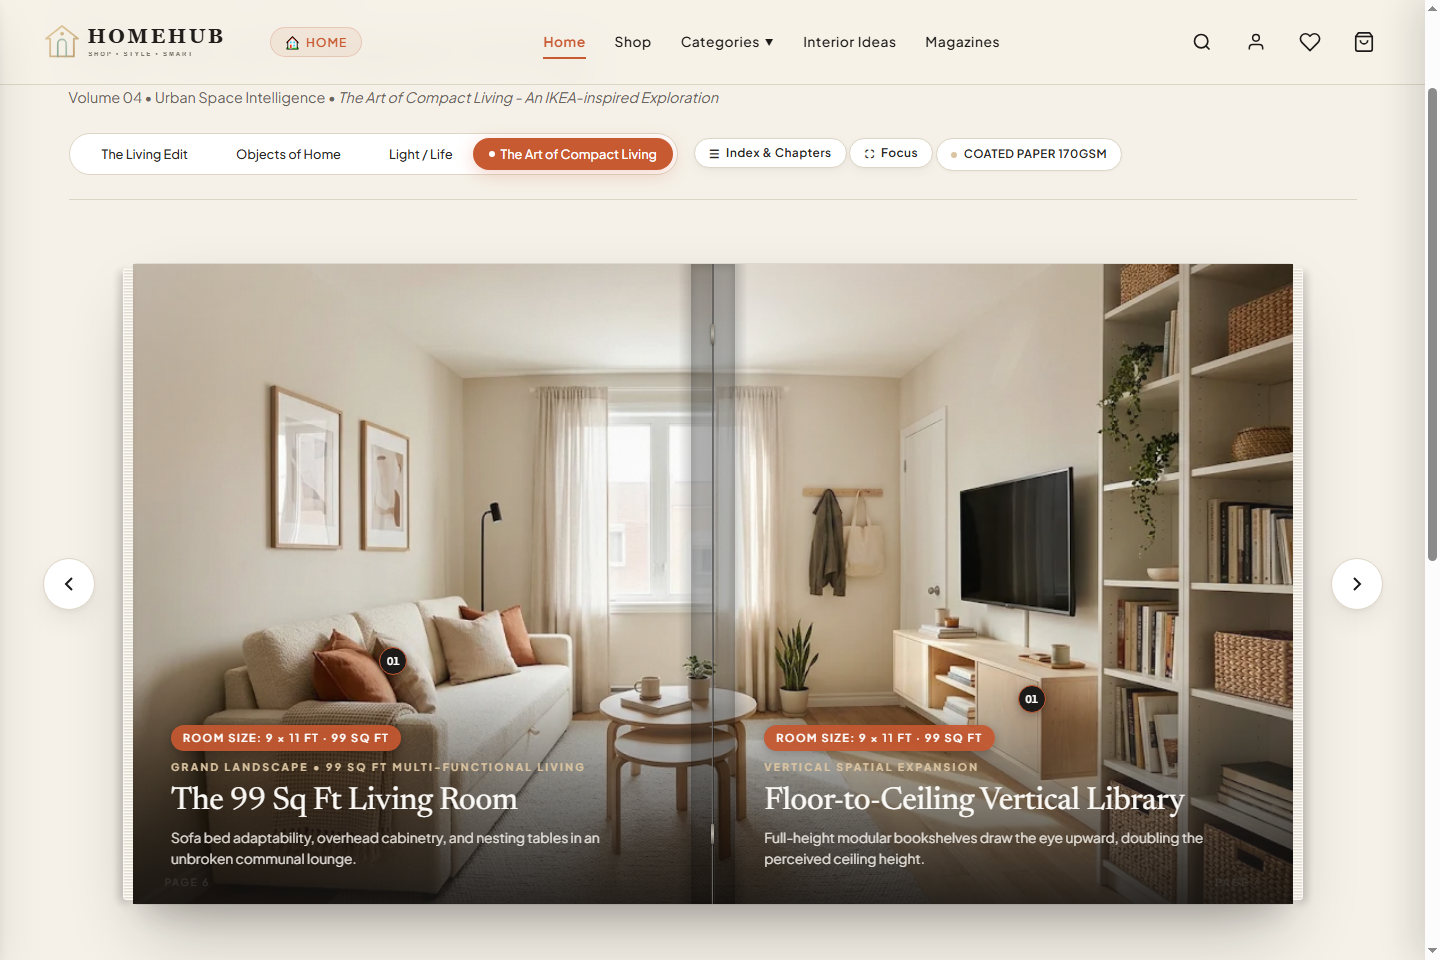 HOMEHUB
SHOP • STYLE • SMART
HOME
Home
Shop
Categories ▼
Interior Ideas
Magazines
Volume 04 • Urban Space Intelligence • The Art of Compact Living - An IKEA-inspired Exploration
The Living Edit
Objects of Home
Light / Life
The Art of Compact Living
Index & Chapters
Focus
COATED PAPER 170GSM
01
ROOM SIZE: 9 × 11 FT · 99 SQ FT
GRAND LANDSCAPE • 99 SQ FT MULTI-FUNCTIONAL LIVING
The 99 Sq Ft Living Room
Sofa bed adaptability, overhead cabinetry, and nesting tables in an
unbroken communal lounge.
PAGE 6
01
ROOM SIZE: 9 × 11 FT · 99 SQ FT
VERTICAL SPATIAL EXPANSION
Floor-to-Ceiling Vertical Library
Full-height modular bookshelves draw the eye upward, doubling the
perceived ceiling height.